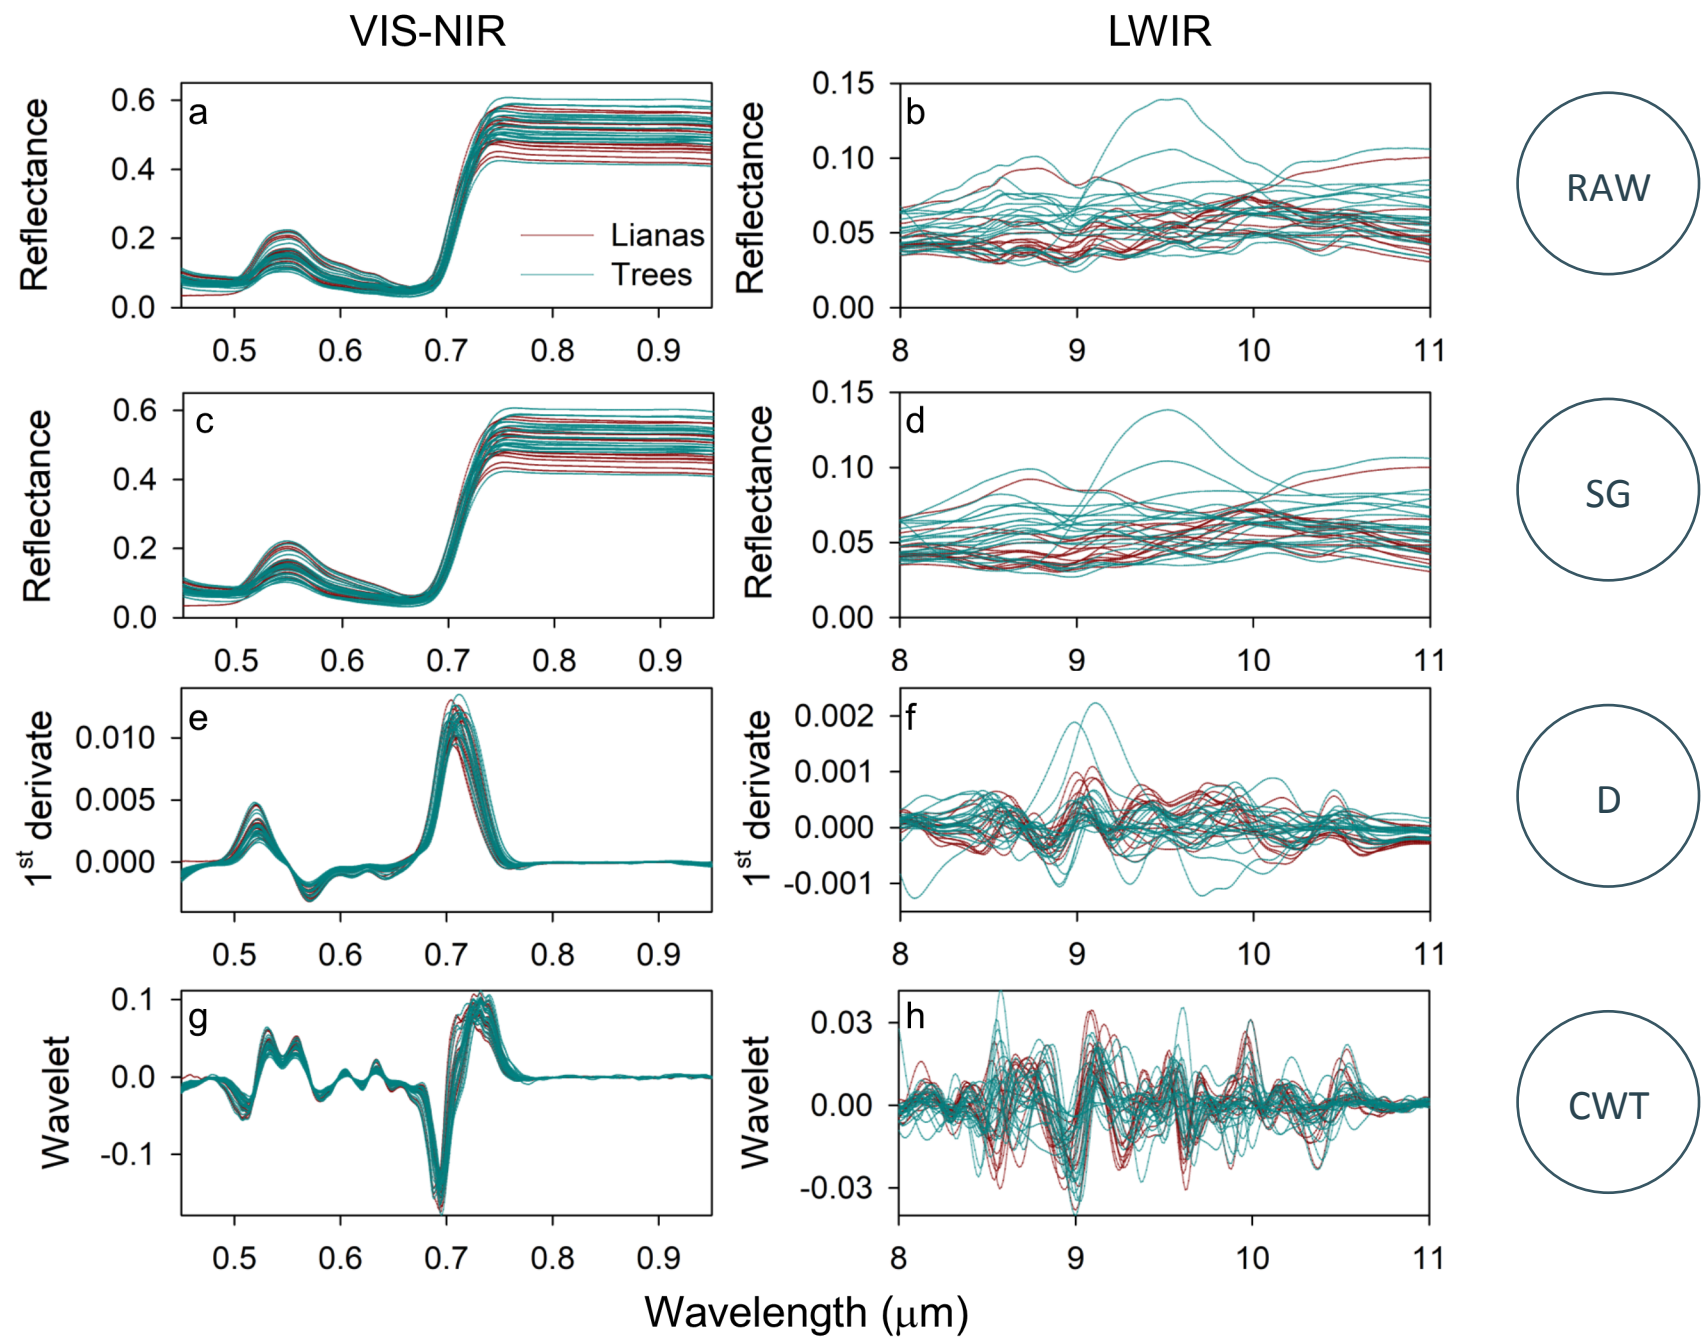 VIS-NIR
LWIR
Reflectance
0.6
0.4
0.2
0.0
a
Lianas
Trees
0.5 0.6 0.7 0.8 0.9
Reflectance
0.15
0.10
0.05
0.00
b
8 9 10 11
RAW
Reflectance
0.6
0.4
0.2
0.0
c
0.5 0.6 0.7 0.8 0.9
Reflectance
0.15
0.10
0.05
0.00
d
8 9 10 11
SG
1st derivate
0.010
0.005
0.000
e
0.5 0.6 0.7 0.8 0.9
1st derivate
0.002
0.001
0.000
-0.001
f
8 9 10 11
D
Wavelet
0.1
0.0
-0.1
g
0.5 0.6 0.7 0.8 0.9
Wavelet
0.03
0.00
-0.03
h
8 9 10 11
CWT
Wavelength (μm)